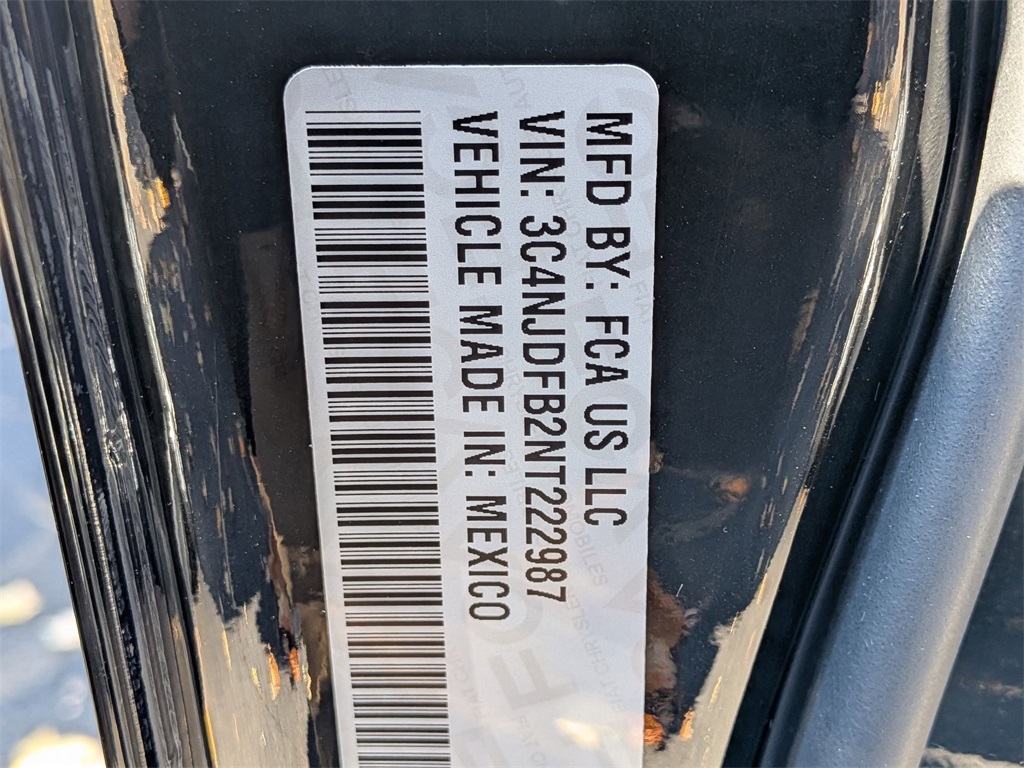 MFD BY: FCA US LLC
VIN: 3C4NJDFB2NT222987
VEHICLE MADE IN: MEXICO